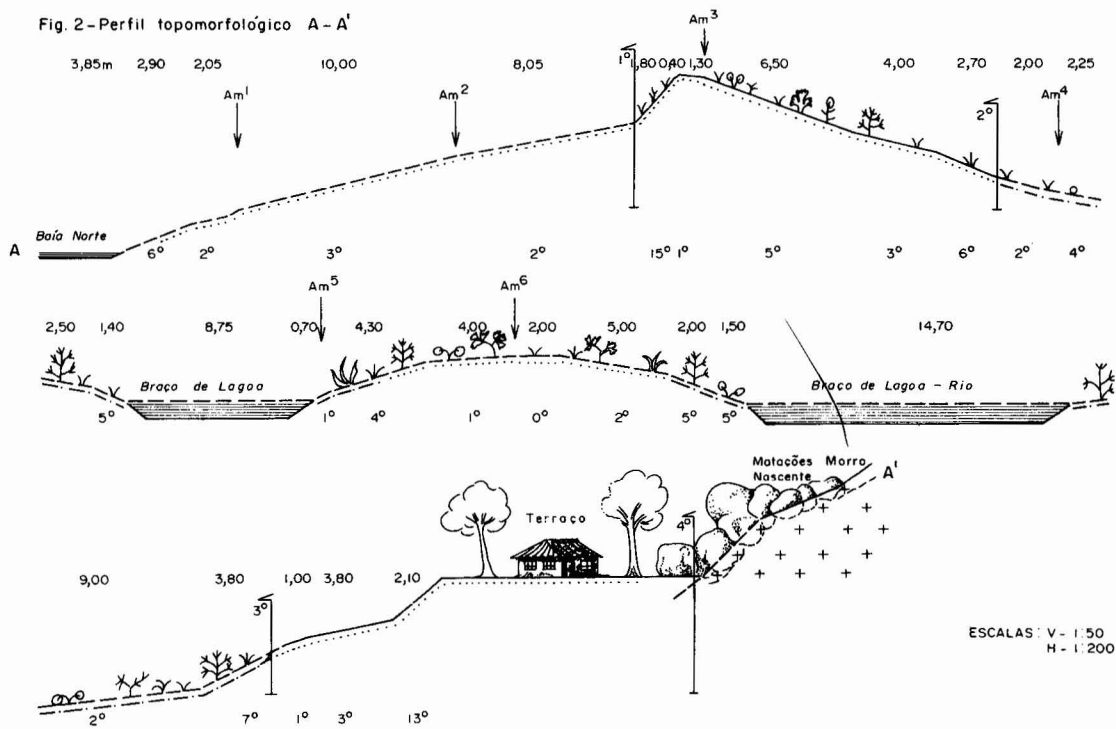 Fig. 2 - Perfil topomorfológico A - A'
Am³
3,85m 2,90 2,05 10,00 8,05 1° 1,80 0,40 1,30 6,50 4,00 2,70 2,00 2,25
Am¹ Am² Am⁴
2°
Baía Norte
A 6° 2° 3° 2° 15° 1° 5° 3° 6° 2° 4°
Am⁵ Am⁶
2,50 1,40 8,75 0,70 4,30 4,00 2,00 5,00 2,00 1,50 14,70
Braço de Lagoa Braço de Lagoa - Rio
5° 1° 4° 1° 0° 2° 5° 5°
Matações Morro
Nascente A'
Terraço 4°
9,00 3,80 1,00 3,80 2,10
3°
ESCALAS: V - 1:50
H - 1:200
2° 7° 1° 3° 13°